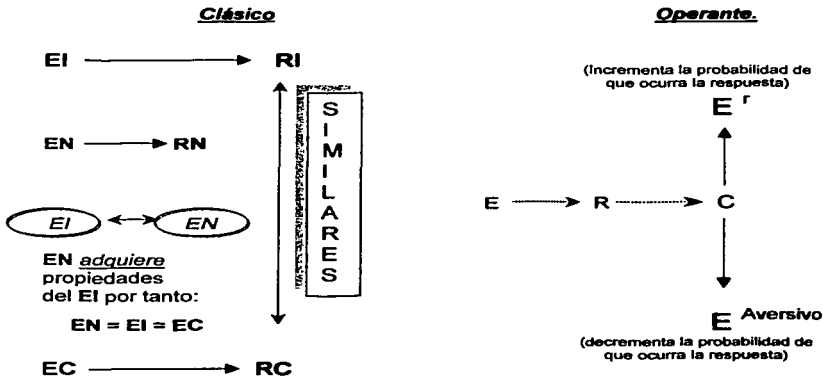 Clásico
EI RI
EN RN
EI EN
EN adquiere
propiedades
del EI por tanto:
EN = EI = EC
EC RC
SIMILARES
Operante.
(Incrementa la probabilidad de
que ocurra la respuesta)
E r
E R C
E Aversivo
(decrementa la probabilidad de
que ocurra la respuesta)